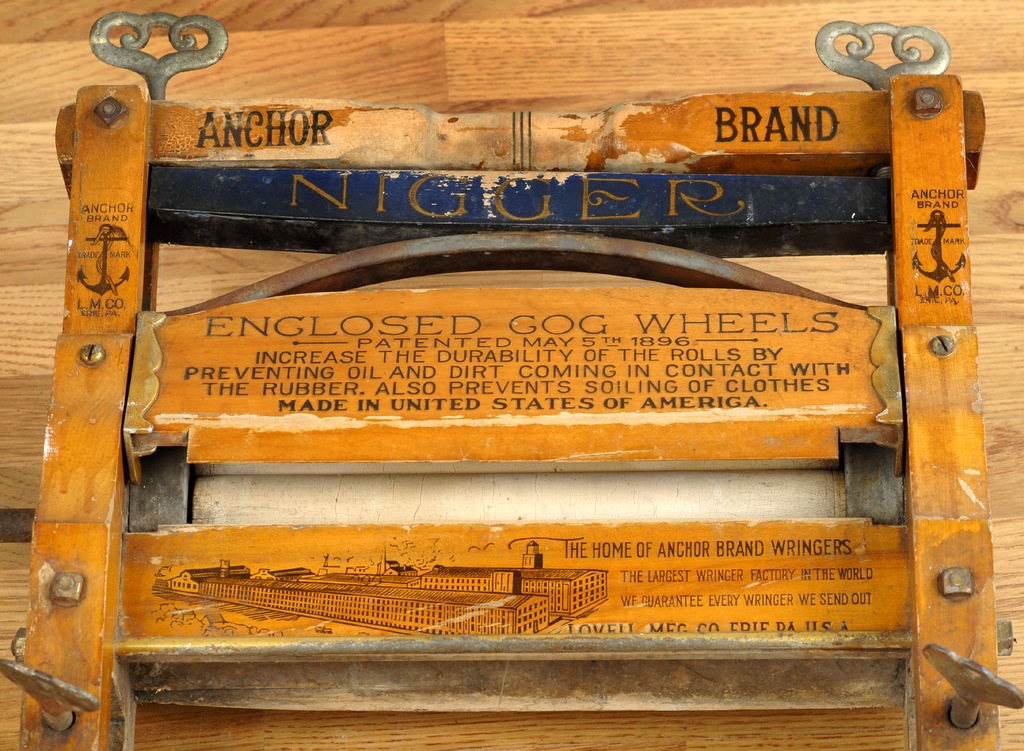 ANCHOR BRAND
NIGGER
ANCHOR
BRAND
TRADE MARK
L.M.CO.
ERIE, PA.
ANCHOR
BRAND
TRADE MARK
L.M.CO.
ERIE, PA.
ENCLOSED COG WHEELS
PATENTED MAY 5TH 1896
INCREASE THE DURABILITY OF THE ROLLS BY
PREVENTING OIL AND DIRT COMING IN CONTACT WITH
THE RUBBER. ALSO PREVENTS SOILING OF CLOTHES
MADE IN UNITED STATES OF AMERICA.
THE HOME OF ANCHOR BRAND WRINGERS
THE LARGEST WRINGER FACTORY IN THE WORLD
WE GUARANTEE EVERY WRINGER WE SEND OUT
LOVELL MFG. CO. ERIE, PA. U.S.A.